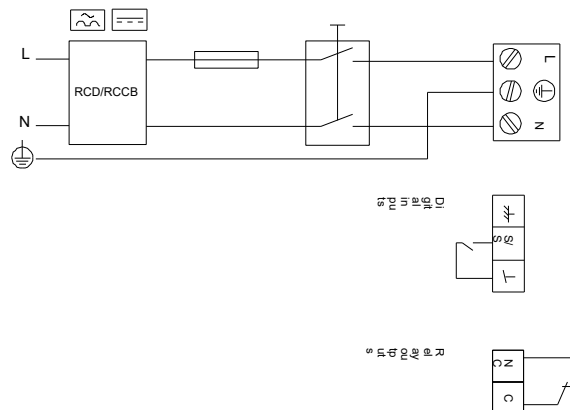 L
RCD/RCCB
N
L
N
Digital inputs
S/S
Relay outputs
NC
C